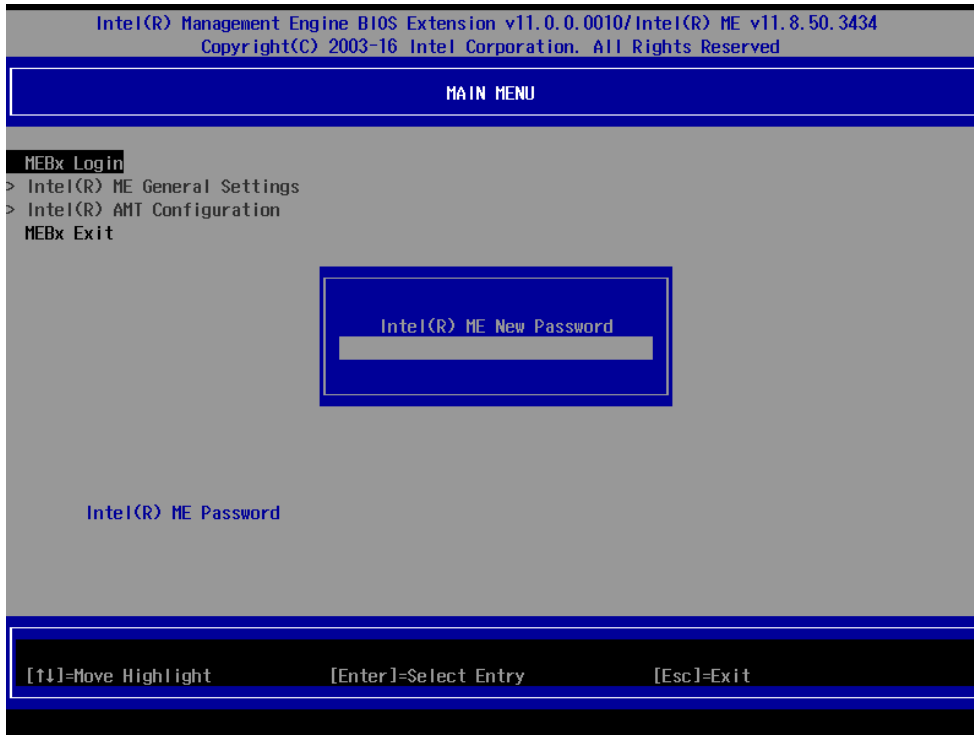 Intel(R) Management Engine BIOS Extension v11.0.0.0010/Intel(R) ME v11.8.50.3434
Copyright(C) 2003-16 Intel Corporation. All Rights Reserved
MAIN MENU
MEBx Login
> Intel(R) ME General Settings
> Intel(R) AMT Configuration
MEBx Exit
Intel(R) ME New Password
Intel(R) ME Password
[↑↓]=Move Highlight [Enter]=Select Entry [Esc]=Exit